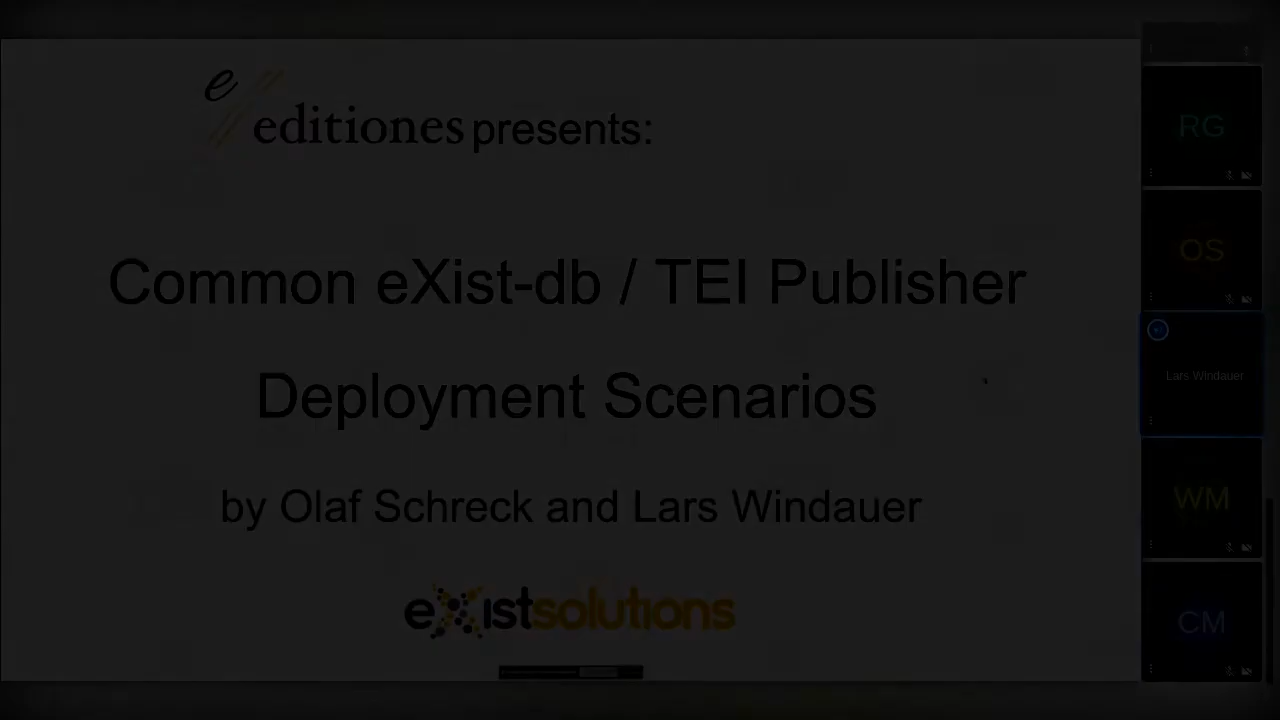 e
editiones presents:
Common eXist-db / TEI Publisher
Deployment Scenarios
by Olaf Schreck and Lars Windauer
eXistsolutions
RG
OS
Lars Windauer
WM
CM